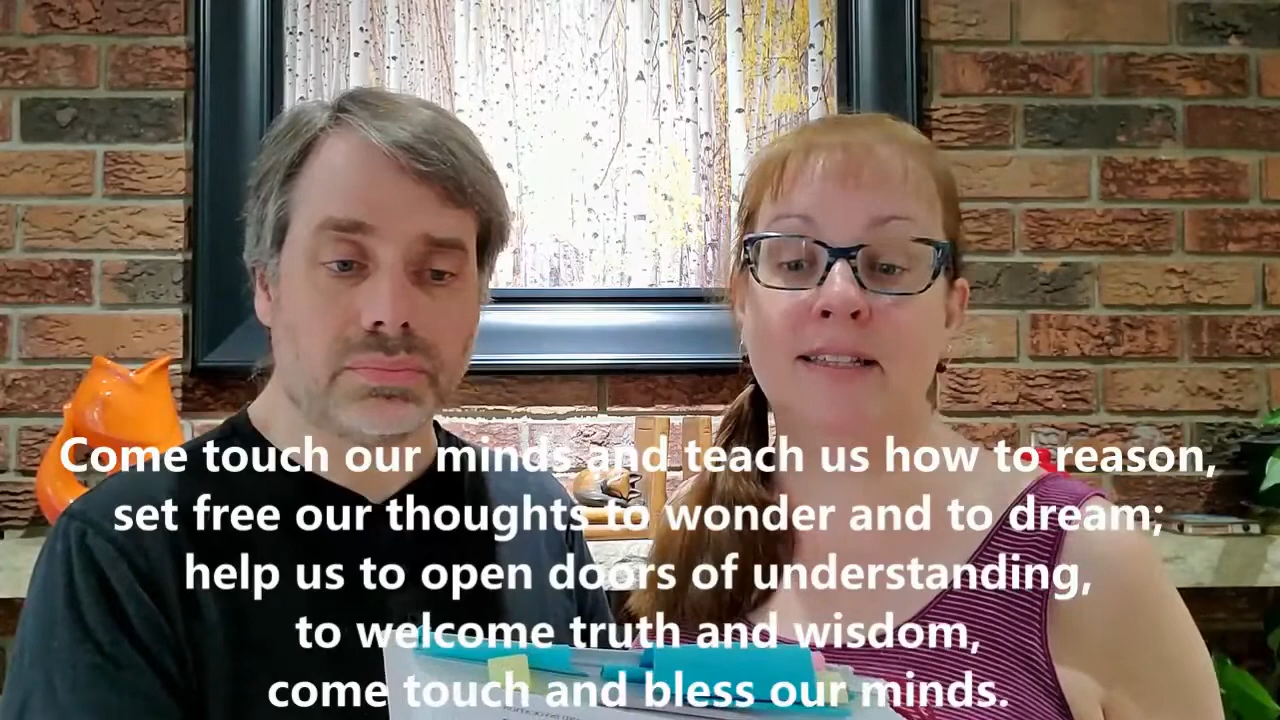 Come touch our minds and teach us how to reason,
set free our thoughts to wonder and to dream;
help us to open doors of understanding,
to welcome truth and wisdom,
come touch and bless our minds.